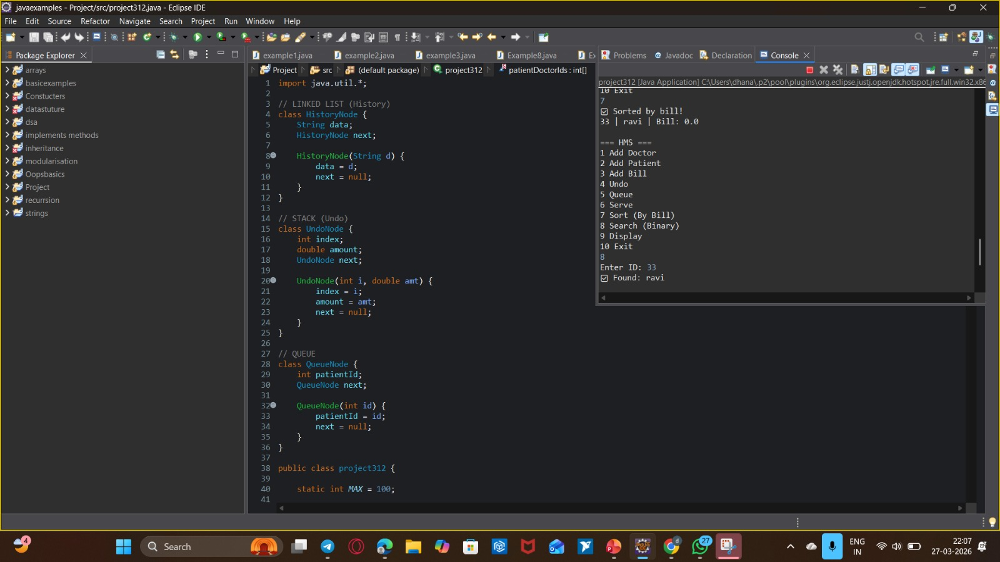 javaexamples - Project/src/project312.java - Eclipse IDE
File Edit Source Refactor Navigate Search Project Run Window Help
Package Explorer
arrays
basicexamples
Constucters
datastuture
dsa
implements methods
inheritance
modularisation
Oopsbasics
Project
recurrsion
strings
example1.java example2.java example3.java Example8.java Ex
Project src (default package) project312 patientDoctorIds : int[]
1 import java.util.*;
2
3 // LINKED LIST (History)
4 class HistoryNode {
5 String data;
6 HistoryNode next;
7
8 HistoryNode(String d) {
9 data = d;
10 next = null;
11 }
12 }
13
14 // STACK (Undo)
15 class UndoNode {
16 int index;
17 double amount;
18 UndoNode next;
19
20 UndoNode(int i, double amt) {
21 index = i;
22 amount = amt;
23 next = null;
24 }
25 }
26
27 // QUEUE
28 class QueueNode {
29 int patientId;
30 QueueNode next;
31
32 QueueNode(int id) {
33 patientId = id;
34 next = null;
35 }
36 }
37
38 public class project312 {
39
40 static int MAX = 100;
41
Problems Javadoc Declaration Console
project312 [Java Application] C:\Users\dhana\.p2\pool\plugins\org.eclipse.justj.openjdk.hotspot.jre.full.win32.x86
10 Exit
7
☑ Sorted by bill!
33 | ravi | Bill: 0.0
=== HMS ===
1 Add Doctor
2 Add Patient
3 Add Bill
4 Undo
5 Queue
6 Serve
7 Sort (By Bill)
8 Search (Binary)
9 Display
10 Exit
8
Enter ID: 33
☑ Found: ravi
4
Search
27
ENG
IN
22:07
27-03-2026